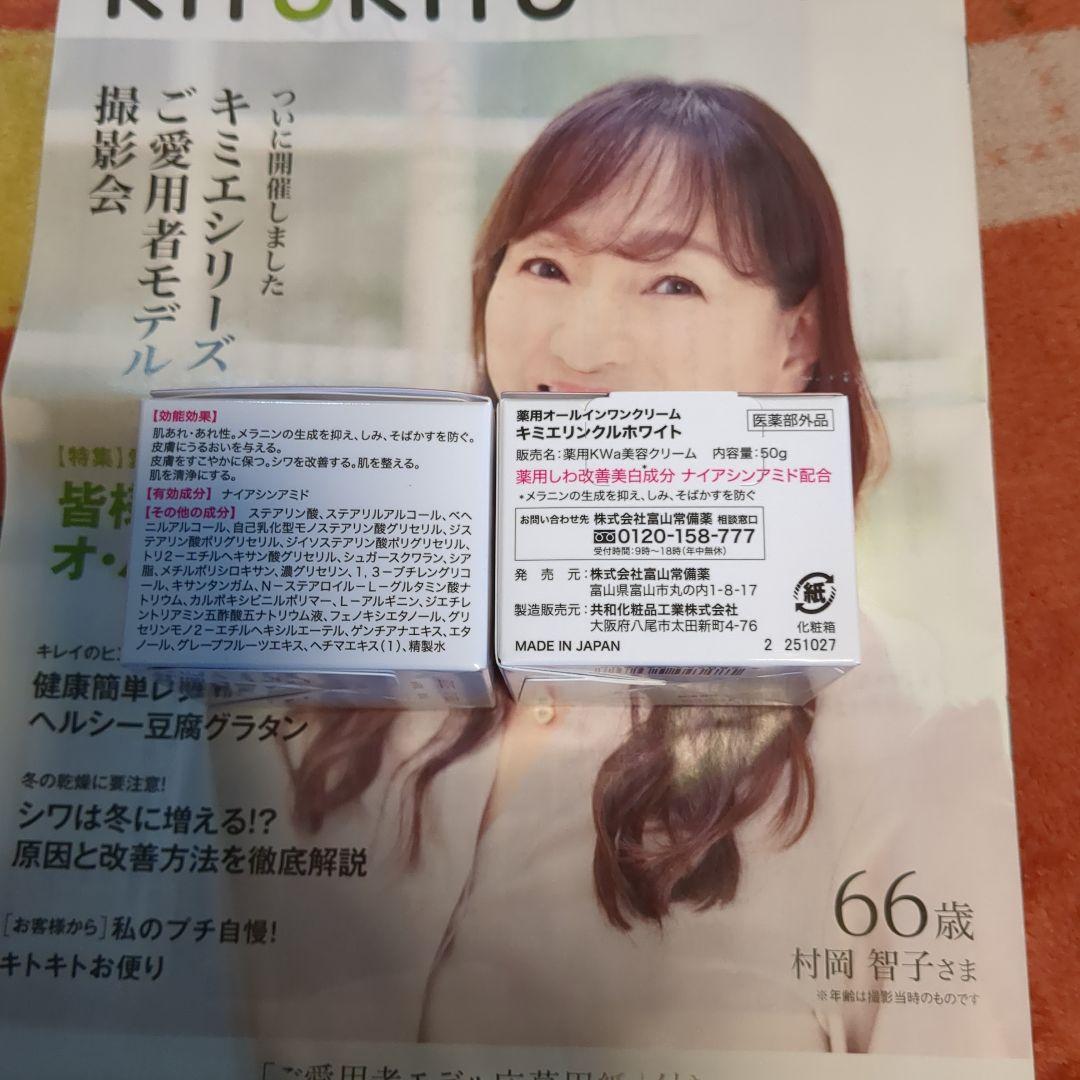 KITOKITO
ついに開催しました
キミエシリーズ
ご愛用者モデル
撮影会
【特集】
皆様
オ・
キレイのヒン
健康簡単レシ
ヘルシー豆腐グラタン
冬の乾燥に要注意!
シワは冬に増える!?
原因と改善方法を徹底解説
[お客様から]私のプチ自慢!
キトキトお便り
【効能効果】
肌あれ・あれ性。メラニンの生成を抑え、しみ、そばかすを防ぐ。
皮膚にうるおいを与える。
皮膚をすこやかに保つ。シワを改善する。肌を整える。
肌を清浄にする。
【有効成分】 ナイアシンアミド
【その他の成分】 ステアリン酸、ステアリルアルコール、ベヘ
ニルアルコール、自己乳化型モノステアリン酸グリセリル、ジス
テアリン酸ポリグリセリル、ジイソステアリン酸ポリグリセリル、
トリ2－エチルヘキサン酸グリセリル、シュガースクワラン、シア
脂、メチルポリシロキサン、濃グリセリン、1,3－ブチレングリコ
ール、キサンタンガム、N－ステアロイル－L－グルタミン酸ナ
トリウム、カルボキシビニルポリマー、L－アルギニン、ジエチレ
ントリアミン五酢酸五ナトリウム液、フェノキシエタノール、グリ
セリンモノ2－エチルヘキシルエーテル、ゲンチアナエキス、エタ
ノール、グレープフルーツエキス、ヘチマエキス(1)、精製水
薬用オールインワンクリーム
キミエリンクルホワイト
医薬部外品
販売名:薬用KWa美容クリーム 内容量:50g
薬用しわ改善美白成分* ナイアシンアミド配合
*メラニンの生成を抑え、しみ、そばかすを防ぐ
お問い合わせ先 株式会社富山常備薬 相談窓口
0120-158-777
受付時間:9時～18時(年中無休)
発売元:株式会社富山常備薬
富山県富山市丸の内1-8-17
製造販売元:共和化粧品工業株式会社
大阪府八尾市太田新町4-76
MADE IN JAPAN
紙
化粧箱
2 251027
66歳
村岡 智子さま
※年齢は撮影当時のものです